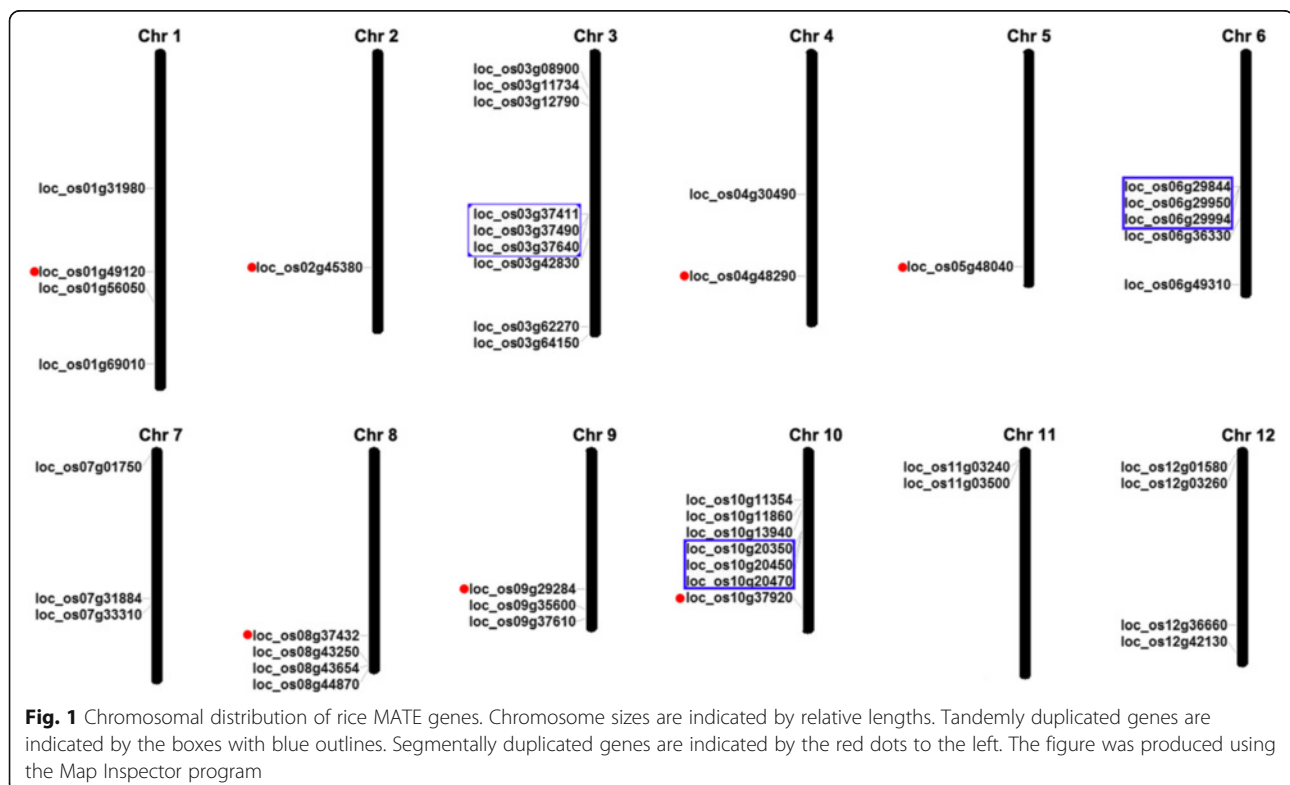 Chr 1
Chr 2
Chr 3
Chr 4
Chr 5
Chr 6
loc_os01g31980
loc_os01g49120
loc_os01g56050
loc_os01g69010
loc_os02g45380
loc_os03g08900
loc_os03g11734
loc_os03g12790
loc_os03g37411
loc_os03g37490
loc_os03g37640
loc_os03g42830
loc_os03g62270
loc_os03g64150
loc_os04g30490
loc_os04g48290
loc_os05g48040
loc_os06g29844
loc_os06g29950
loc_os06g29994
loc_os06g36330
loc_os06g49310
Chr 7
Chr 8
Chr 9
Chr 10
Chr 11
Chr 12
loc_os07g01750
loc_os07g31884
loc_os07g33310
loc_os08g37432
loc_os08g43250
loc_os08g43654
loc_os08g44870
loc_os09g29284
loc_os09g35600
loc_os09g37610
loc_os10g11354
loc_os10g11860
loc_os10g13940
loc_os10g20350
loc_os10g20450
loc_os10g20470
loc_os10g37920
loc_os11g03240
loc_os11g03500
loc_os12g01580
loc_os12g03260
loc_os12g36660
loc_os12g42130
Fig. 1 Chromosomal distribution of rice MATE genes. Chromosome sizes are indicated by relative lengths. Tandemly duplicated genes are
indicated by the boxes with blue outlines. Segmentally duplicated genes are indicated by the red dots to the left. The figure was produced using
the Map Inspector program